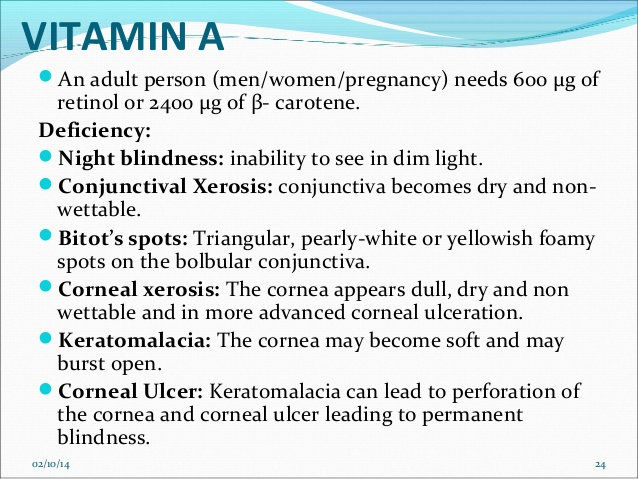 VITAMIN A
An adult person (men/women/pregnancy) needs 600 µg of
retinol or 2400 µg of β- carotene.
Deficiency:
Night blindness: inability to see in dim light.
Conjunctival Xerosis: conjunctiva becomes dry and non-
wettable.
Bitot's spots: Triangular, pearly-white or yellowish foamy
spots on the bolbular conjunctiva.
Corneal xerosis: The cornea appears dull, dry and non
wettable and in more advanced corneal ulceration.
Keratomalacia: The cornea may become soft and may
burst open.
Corneal Ulcer: Keratomalacia can lead to perforation of
the cornea and corneal ulcer leading to permanent
blindness.
02/10/14 24